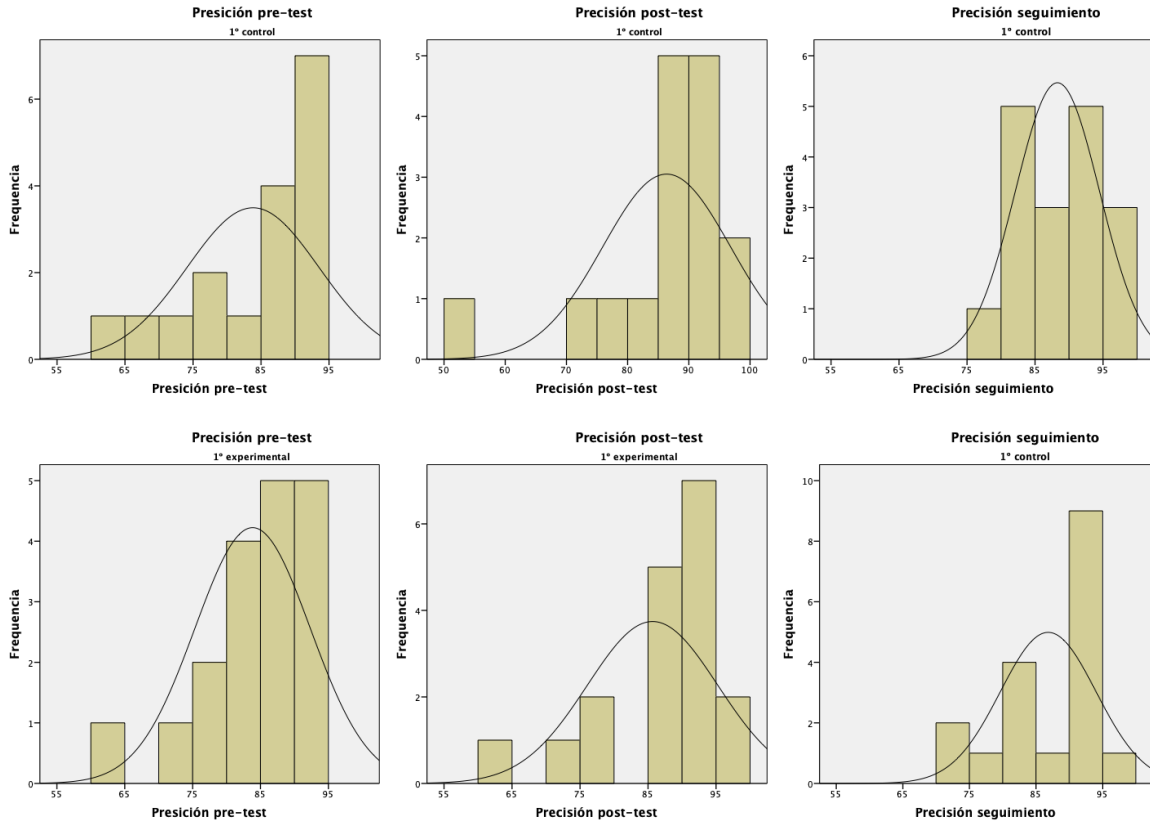 Presición pre-test
1º control
Frequencia
6
4
2
0
55 65 75 85 95
Presición pre-test
Precisión post-test
1º control
Frequencia
5
4
3
2
1
0
50 60 70 80 90 100
Precisión post-test
Precisión seguimiento
1º control
Frequencia
6
5
4
3
2
1
0
55 65 75 85 95
Precisión seguimiento
Precisión pre-test
1º experimental
Frequencia
5
4
3
2
1
0
55 65 75 85 95
Presición pre-test
Precisión post-test
1º experimental
Frequencia
6
4
2
0
55 65 75 85 95
Precisión post-test
Precisión seguimiento
1º control
Frequencia
10
8
6
4
2
0
55 65 75 85 95
Precisión seguimiento